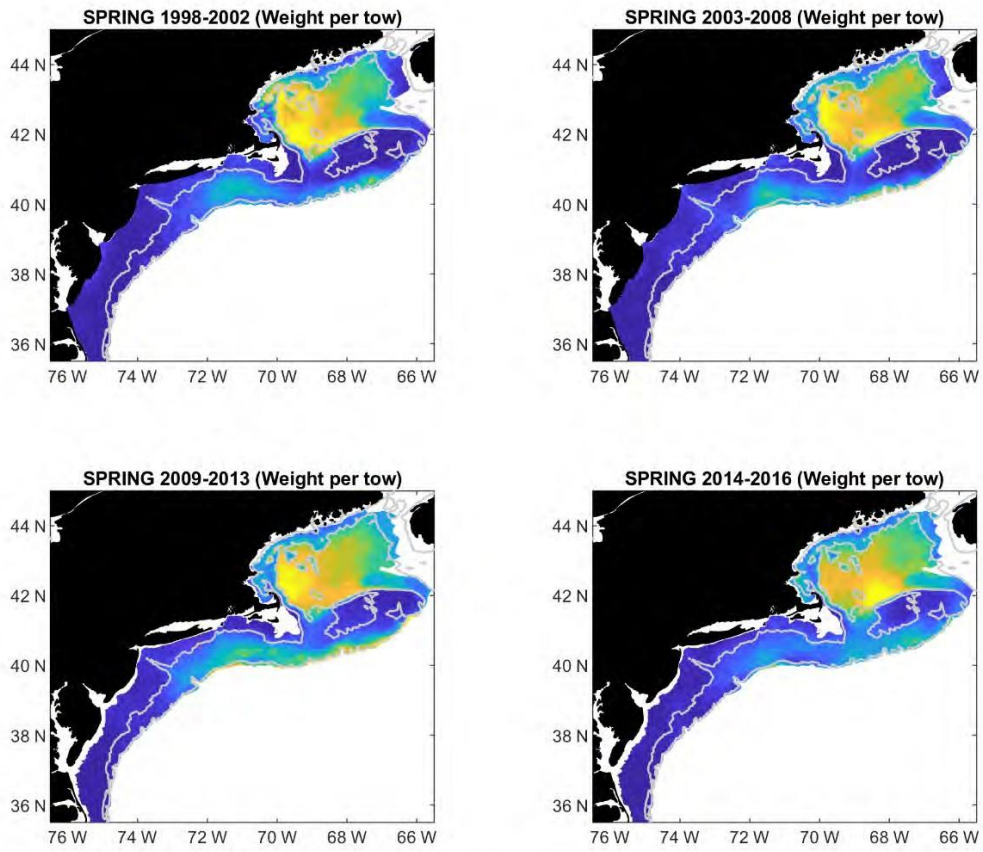 SPRING 1998-2002 (Weight per tow)
44 N
42 N
40 N
38 N
36 N
76 W 74 W 72 W 70 W 68 W 66 W
SPRING 2003-2008 (Weight per tow)
44 N
42 N
40 N
38 N
36 N
76 W 74 W 72 W 70 W 68 W 66 W
SPRING 2009-2013 (Weight per tow)
44 N
42 N
40 N
38 N
36 N
76 W 74 W 72 W 70 W 68 W 66 W
SPRING 2014-2016 (Weight per tow)
44 N
42 N
40 N
38 N
36 N
76 W 74 W 72 W 70 W 68 W 66 W